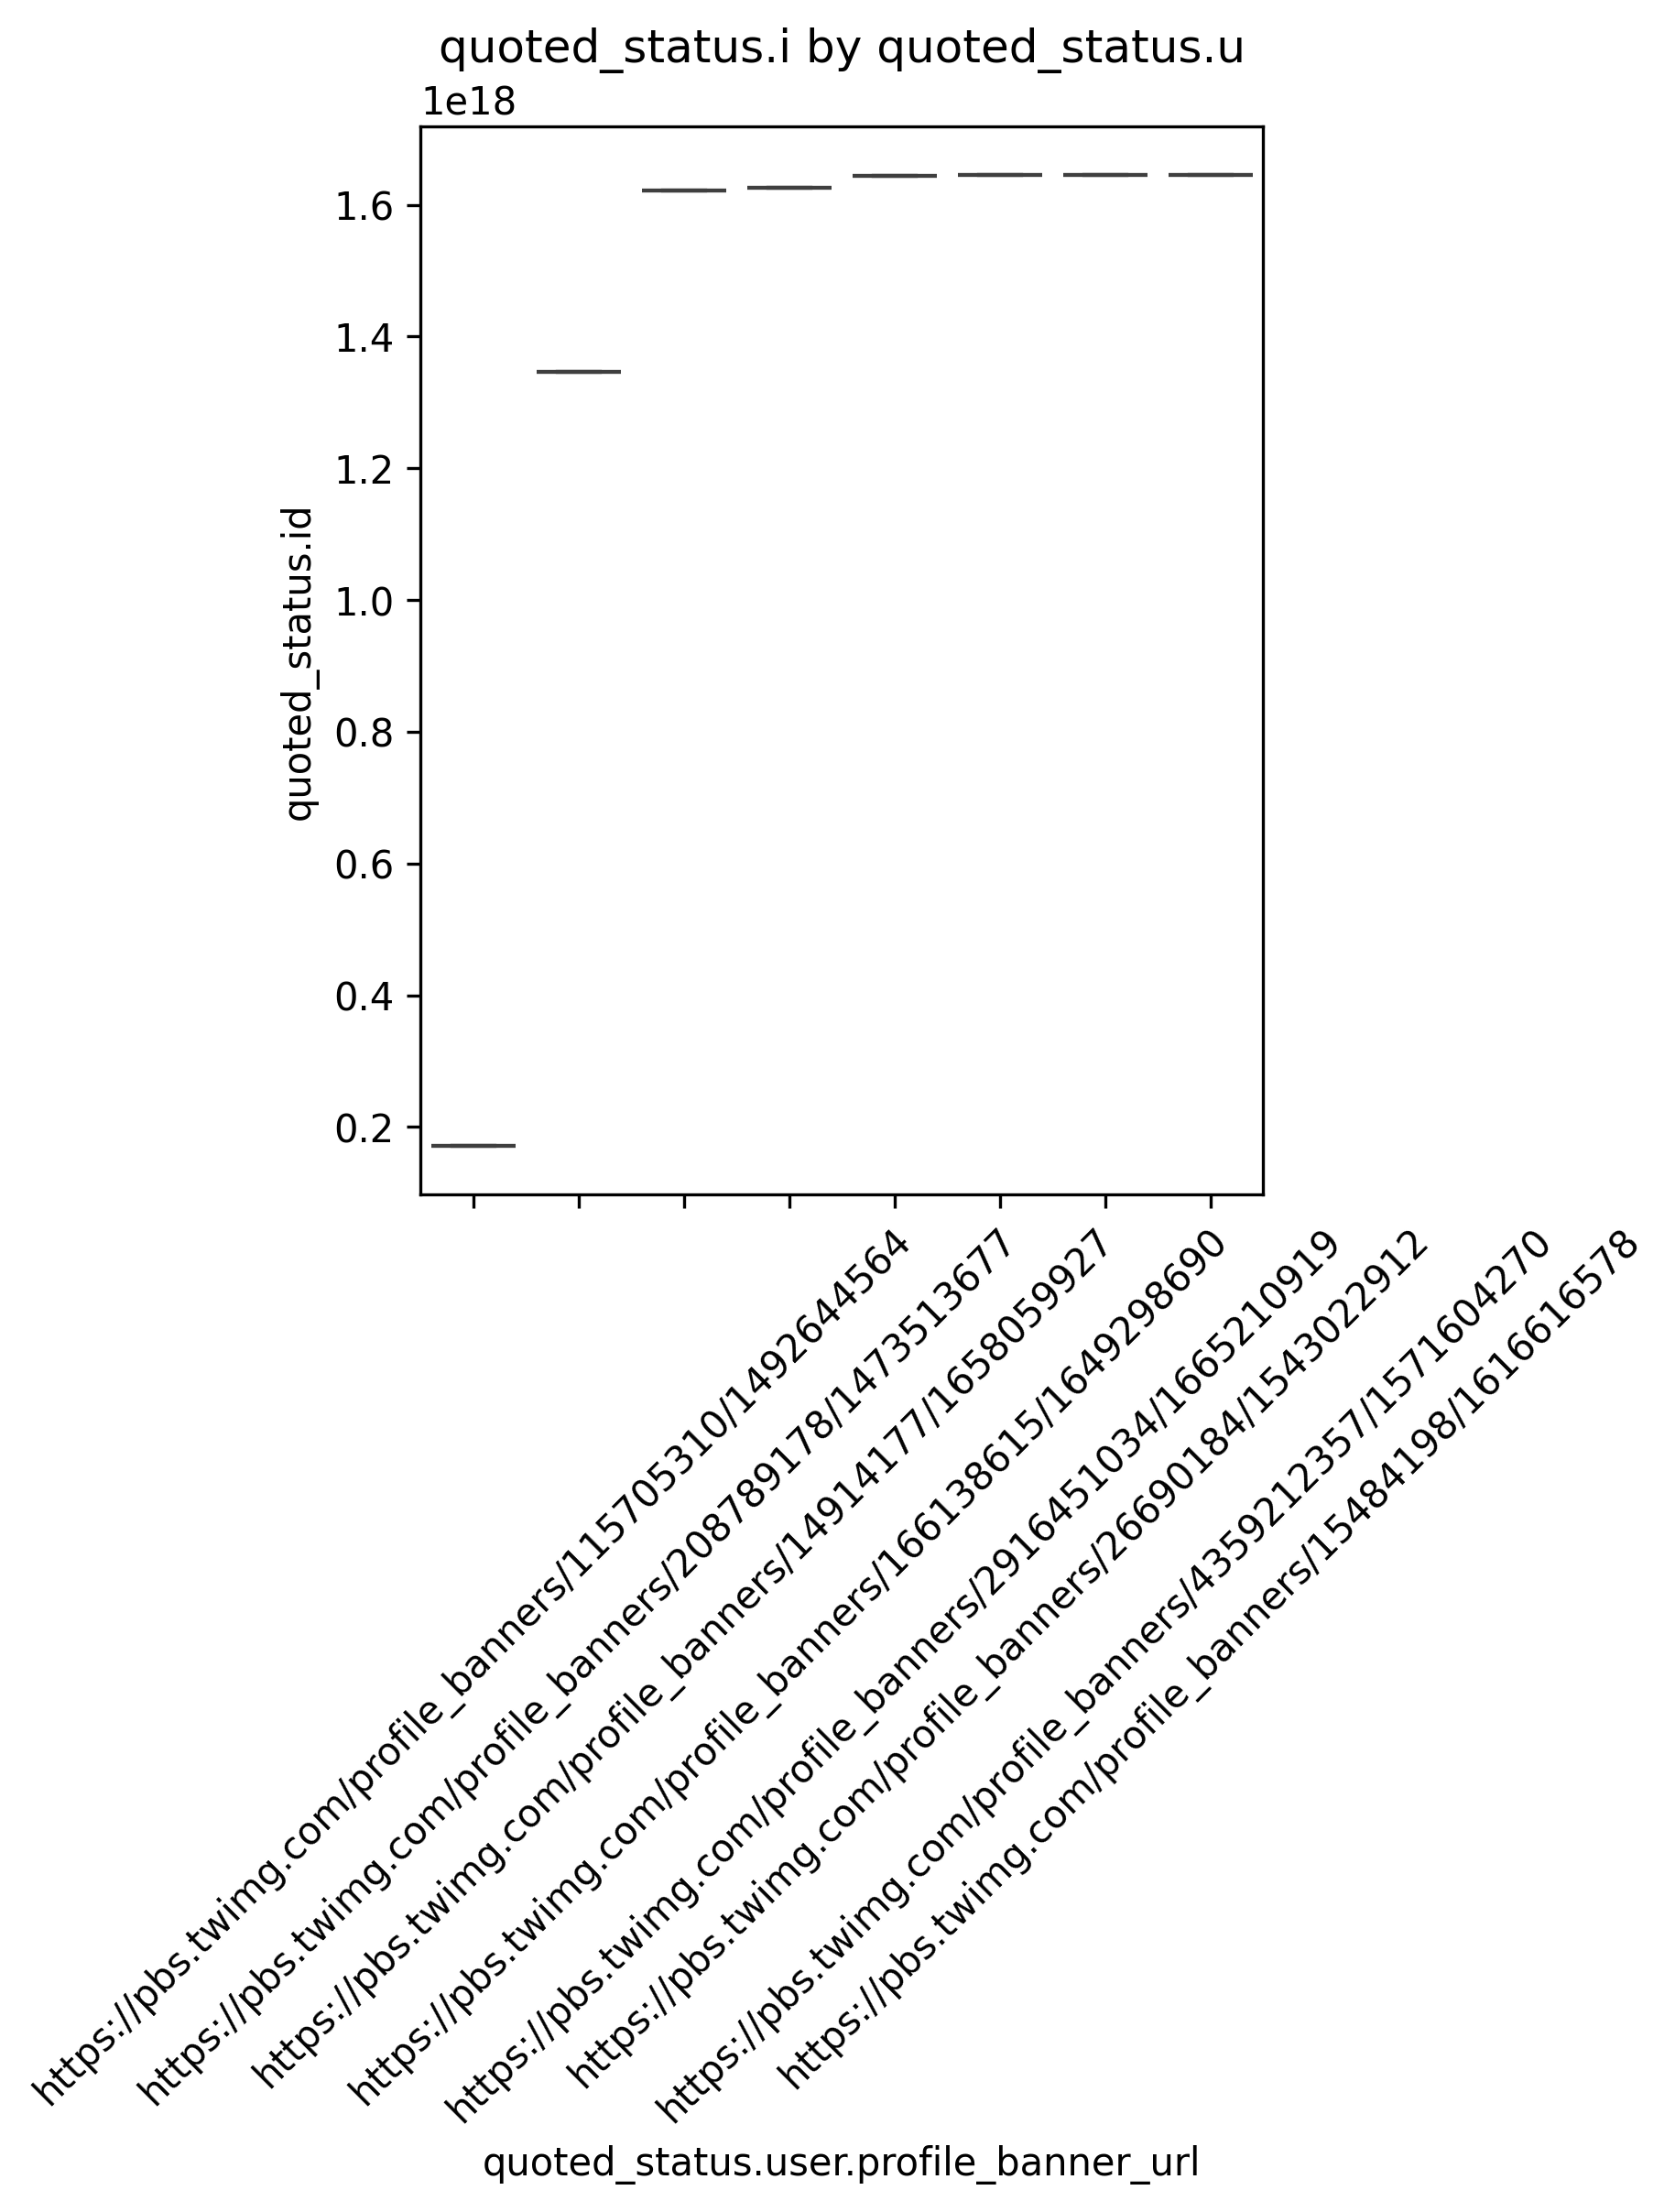 quoted_status.i by quoted_status.u
1e18
1.6
1.4
1.2
1.0
0.8
0.6
0.4
0.2
quoted_status.id
https://pbs.twimg.com/profile_banners/115705310/1492644564
https://pbs.twimg.com/profile_banners/208789178/1473513677
https://pbs.twimg.com/profile_banners/14914177/1658059927
https://pbs.twimg.com/profile_banners/166138615/1649298690
https://pbs.twimg.com/profile_banners/2916451034/1665210919
https://pbs.twimg.com/profile_banners/26690184/1543022912
https://pbs.twimg.com/profile_banners/4359212357/1571604270
https://pbs.twimg.com/profile_banners/15484198/1616616578
quoted_status.user.profile_banner_url